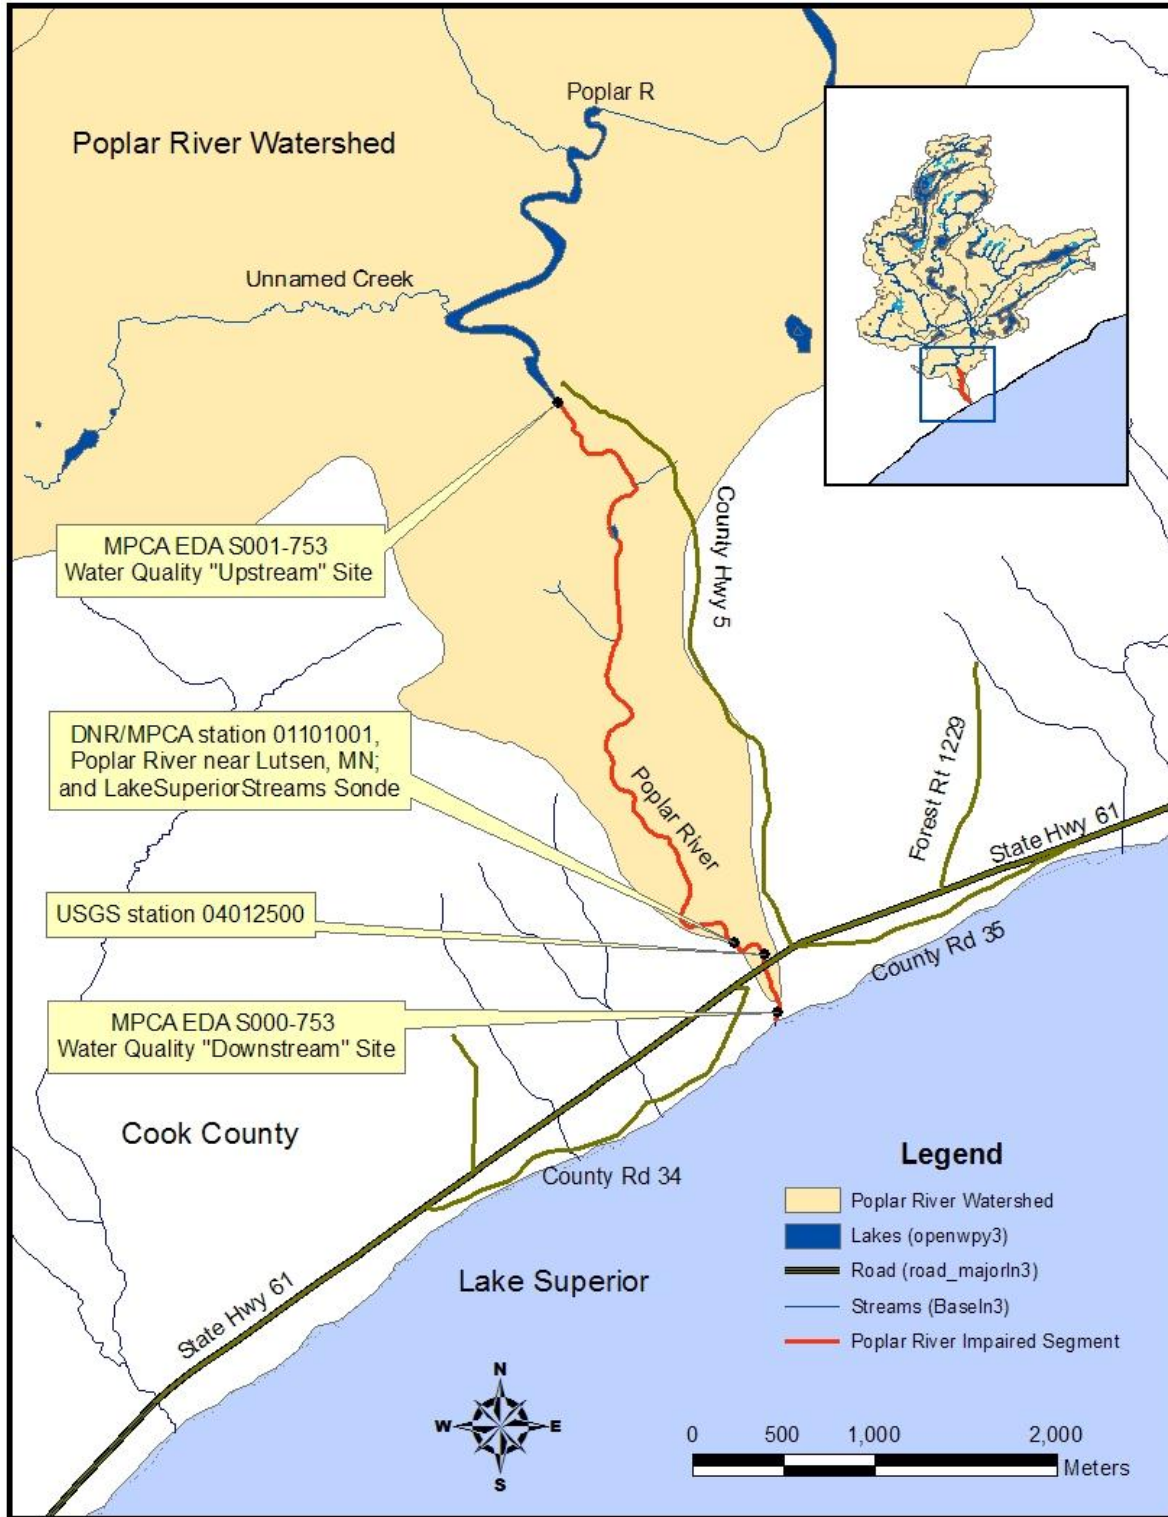 Poplar R
Poplar River Watershed
Unnamed Creek
County Hwy 5
MPCA EDA S001-753
Water Quality "Upstream" Site
DNR/MPCA station 01101001,
Poplar River near Lutsen, MN;
and LakeSuperiorStreams Sonde
Poplar River
Forest Rt 1229
State Hwy 61
USGS station 04012500
County Rd 35
MPCA EDA S000-753
Water Quality "Downstream" Site
Cook County
County Rd 34
Legend
Poplar River Watershed
Lakes (openwpy3)
Road (road_majorln3)
Streams (Baseln3)
Poplar River Impaired Segment
Lake Superior
State Hwy 61
N
W E
S
0 500 1,000 2,000
Meters